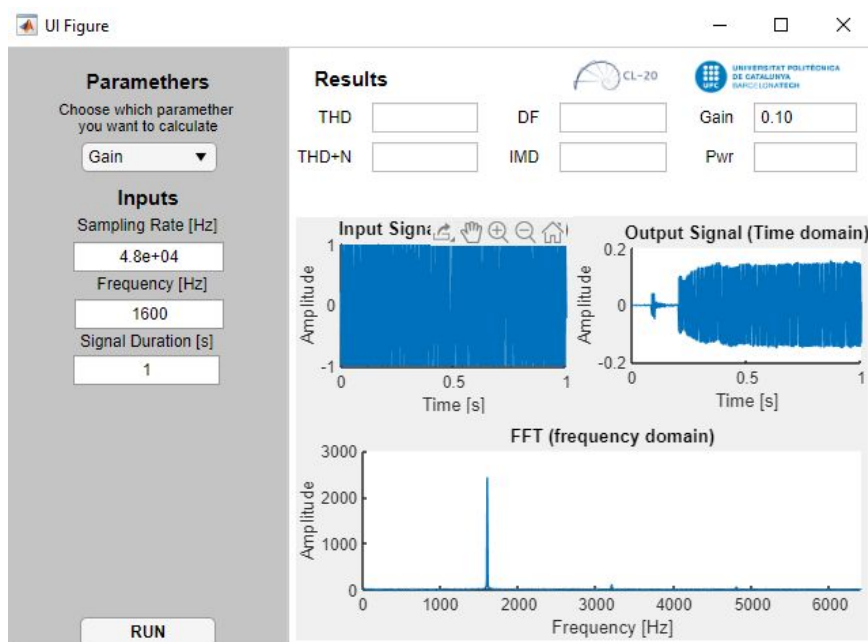 UI Figure
Paramethers
Choose which paramether
you want to calculate
Gain
Inputs
Sampling Rate [Hz]
4.8e+04
Frequency [Hz]
1600
Signal Duration [s]
1
RUN
Results
CL-20
UPC
UNIVERSITAT POLITÈCNICA
DE CATALUNYA
BARCELONATECH
THD
DF
Gain
0.10
THD+N
IMD
Pwr
Input Signa
1
0
-1
Amplitude
0
0.5
1
Time [s]
Output Signal (Time domain)
0.2
0
-0.2
Amplitude
0
0.5
1
Time [s]
FFT (frequency domain)
3000
2000
1000
0
Amplitude
0
1000
2000
3000
4000
5000
6000
Frequency [Hz]